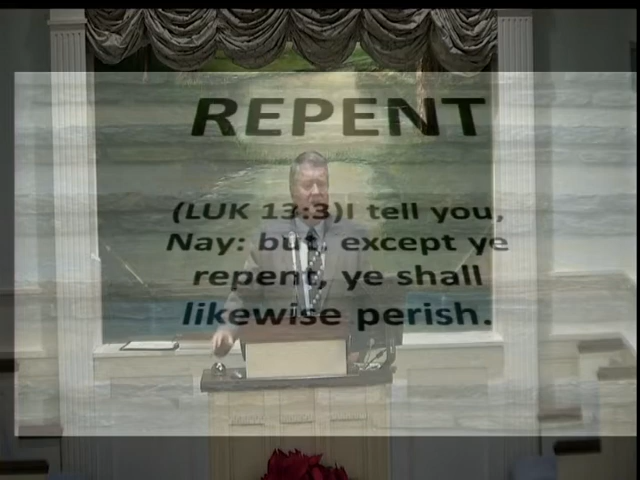 REPENT
(LUK 13:3)I tell you,
Nay: but, except ye
repent, ye shall
likewise perish.